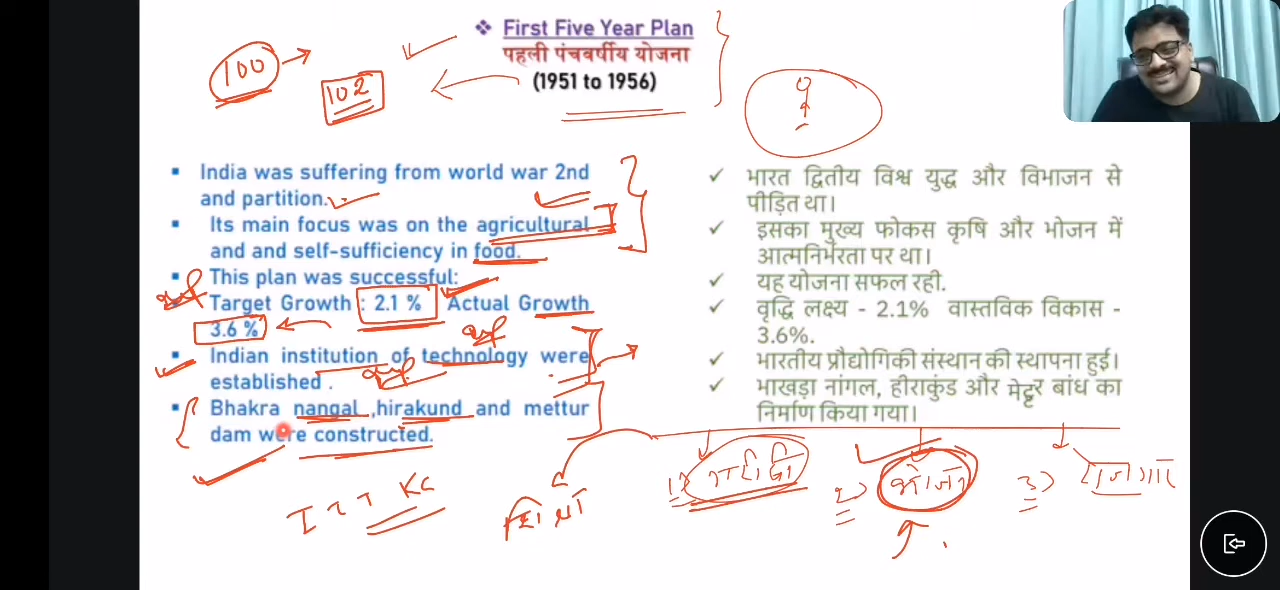 First Five Year Plan
पहली पंचवर्षीय योजना
(1951 to 1956)
100
102
India was suffering from world war 2nd
and partition.
Its main focus was on the agricultural
and and self-sufficiency in food.
This plan was successful:
Target Growth : 2.1 % Actual Growth
3.6 %
Indian institution of technology were
established .
Bhakra nangal ,hirakund and mettur
dam were constructed.
भारत द्वितीय विश्व युद्ध और विभाजन से
पीड़ित था।
इसका मुख्य फोकस कृषि और भोजन में
आत्मनिर्भरता पर था।
यह योजना सफल रही.
वृद्धि लक्ष्य - 2.1% वास्तविक विकास -
3.6%.
भारतीय प्रौद्योगिकी संस्थान की स्थापना हुई।
भाखड़ा नांगल, हीराकुंड और मेट्टूर बांध का
निर्माण किया गया।
1)
2) भोजन
3)